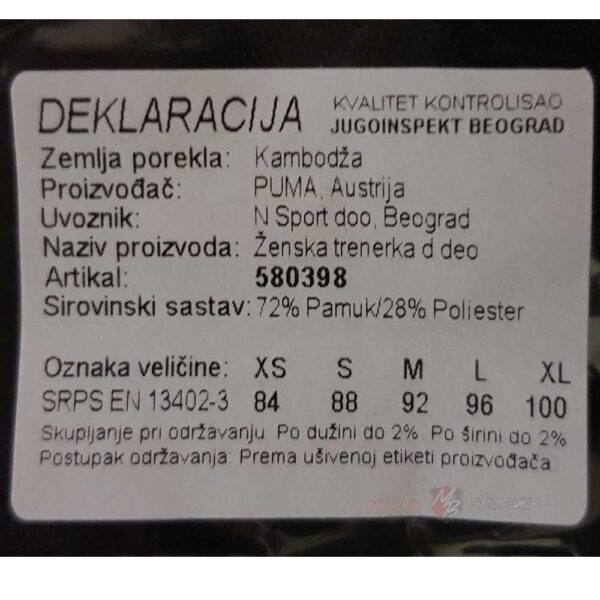 DEKLARACIJA
KVALITET KONTROLISAO
JUGOINSPEKT BEOGRAD
Zemlja porekla: Kambodža
Proizvođač: PUMA, Austrija
Uvoznik: N Sport doo, Beograd
Naziv proizvoda: Ženska trenerka d deo
Artikal: 580398
Sirovinski sastav: 72% Pamuk/28% Poliester
Oznaka veličine: XS S M L XL
SRPS EN 13402-3 84 88 92 96 100
Skupljanje pri održavanju: Po dužini do 2%. Po širini do 2%
Postupak održavanja: Prema ušivenoj etiketi proizvođača.
MB